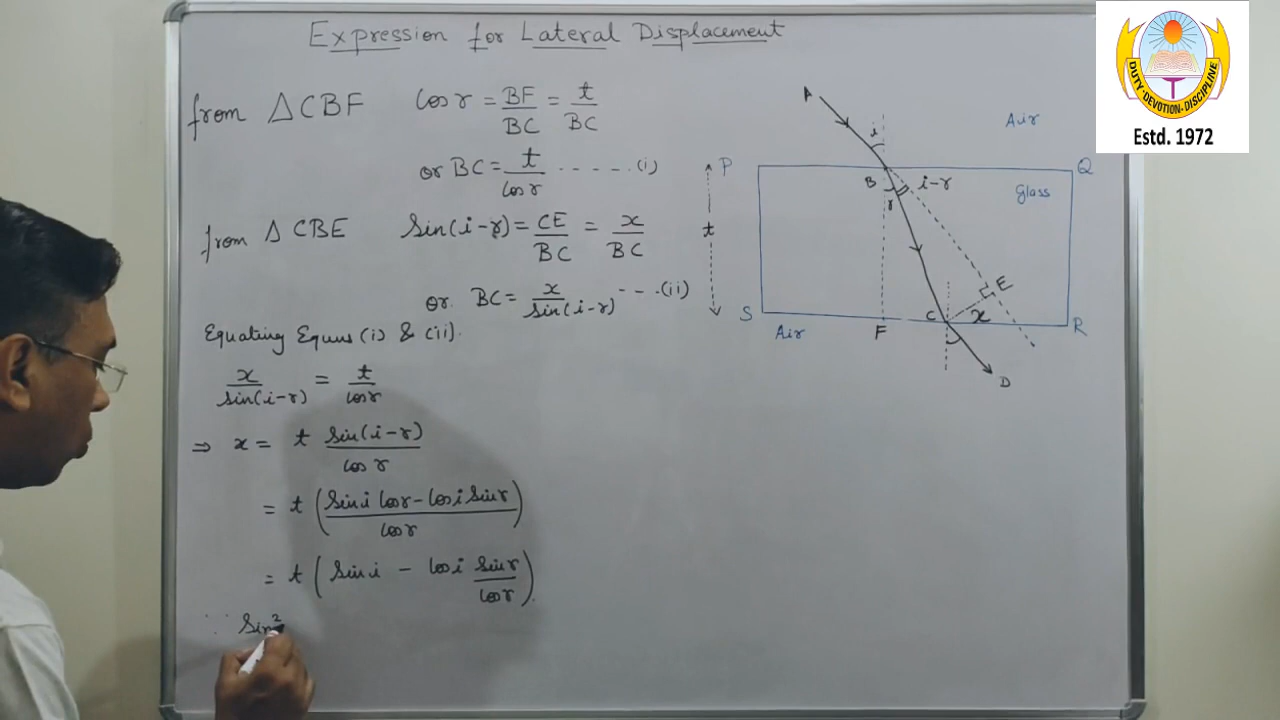 Expression for Lateral Displacement
from △CBF cos r = BF/BC = t/BC
or BC = t/cos r - - - - - (i)
from △ CBE sin(i-r) = CE/BC = x/BC
or BC = x/sin(i-r) - - - (ii)
Equating Equns (i) & (ii).
x/sin(i-r) = t/cos r
⇒ x = t sin(i-r)/cos r
= t (sin i cos r - cos i sin r/cos r)
= t (sin i - cos i sin r/cos r).
∵ Sin²
A
i
Air
P
Q
B
r
i-r
Glass
t
E
S
C
x
R
Air
F
D
DUTY-DEVOTION-DISCIPLINE
Estd. 1972